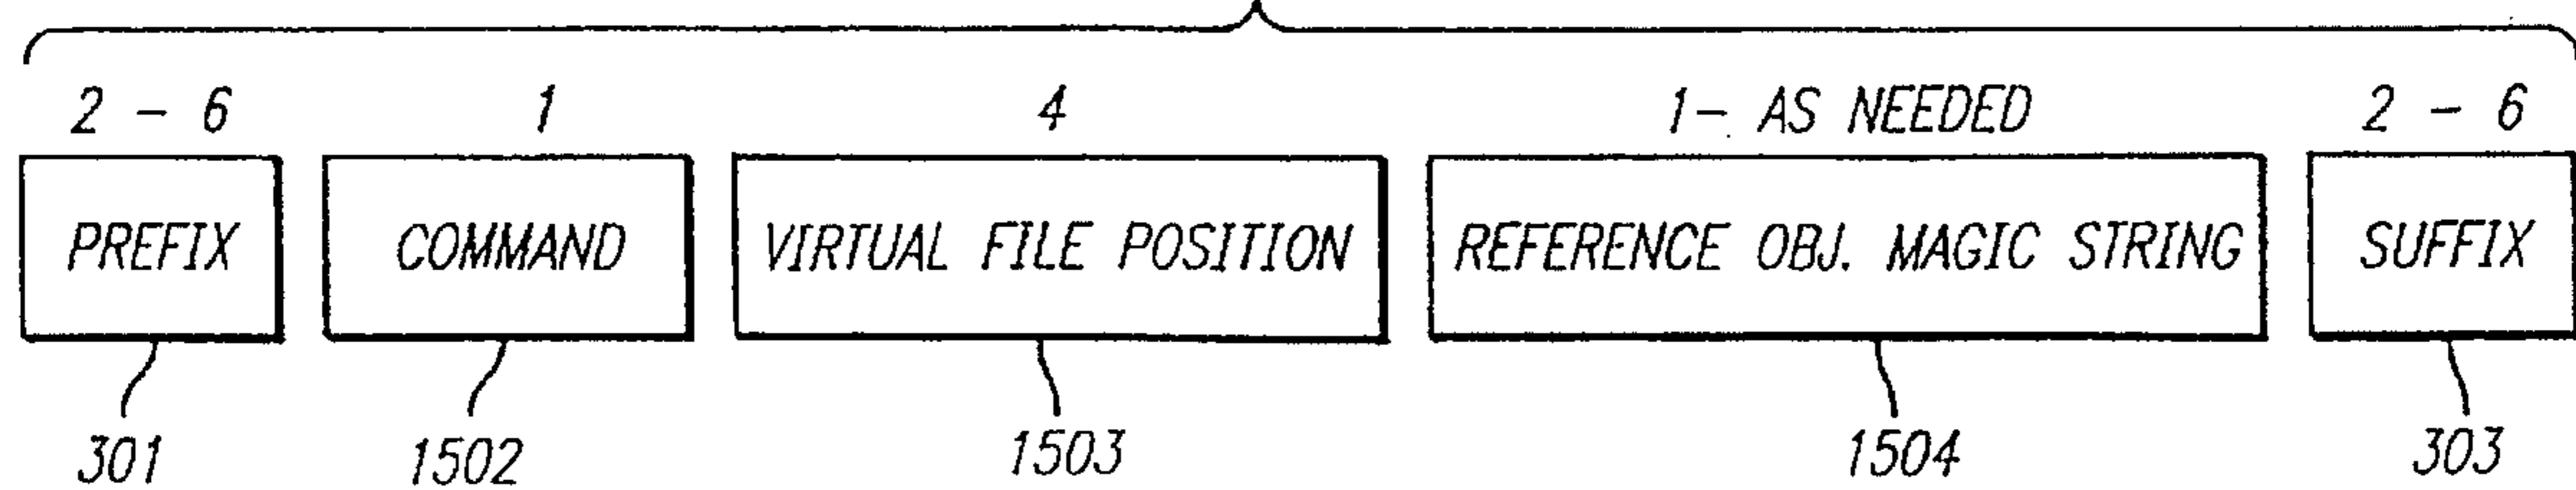 2 - 6 1 4 1- AS NEEDED 2 - 6
PREFIX COMMAND VIRTUAL FILE POSITION REFERENCE OBJ. MAGIC STRING SUFFIX
301 1502 1503 1504 303